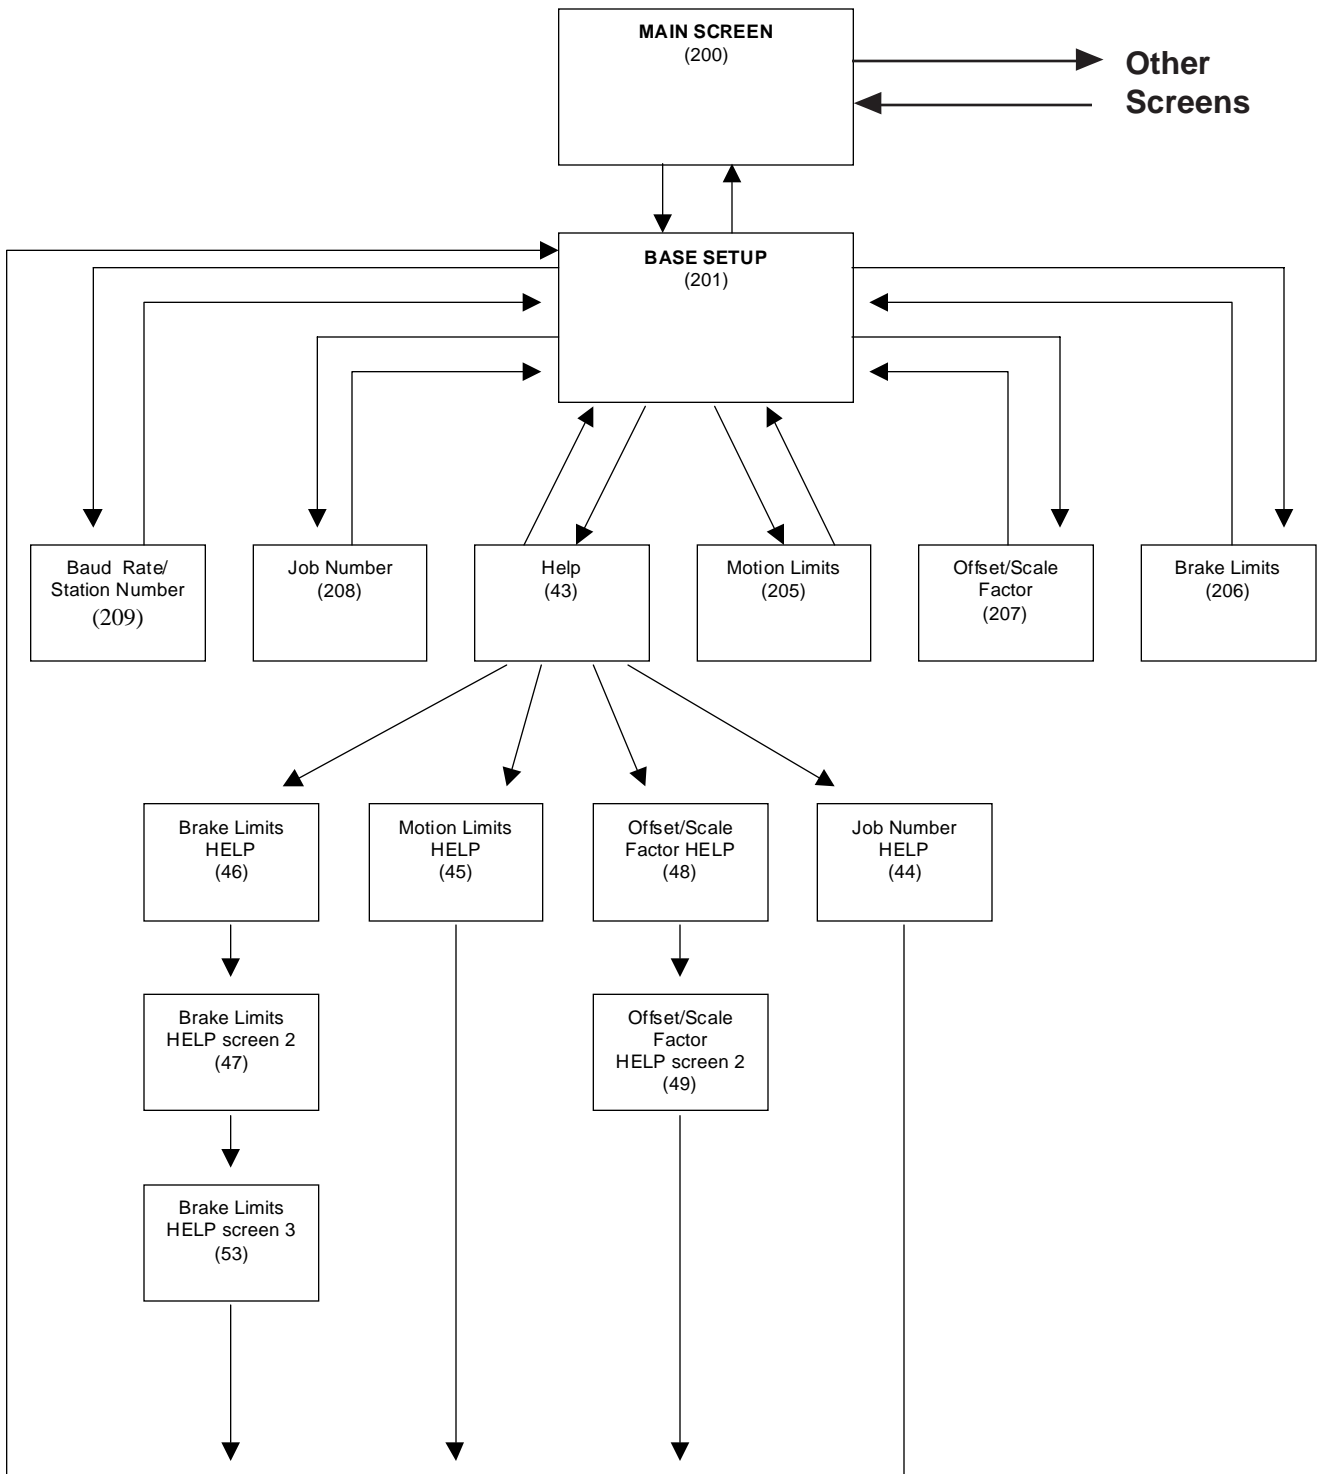 MAIN SCREEN
(200)
Other
Screens
BASE SETUP
(201)
Baud Rate/
Station Number
(209)
Job Number
(208)
Help
(43)
Motion Limits
(205)
Offset/Scale
Factor
(207)
Brake Limits
(206)
Brake Limits
HELP
(46)
Motion Limits
HELP
(45)
Offset/Scale
Factor HELP
(48)
Job Number
HELP
(44)
Brake Limits
HELP screen 2
(47)
Offset/Scale
Factor
HELP screen 2
(49)
Brake Limits
HELP screen 3
(53)